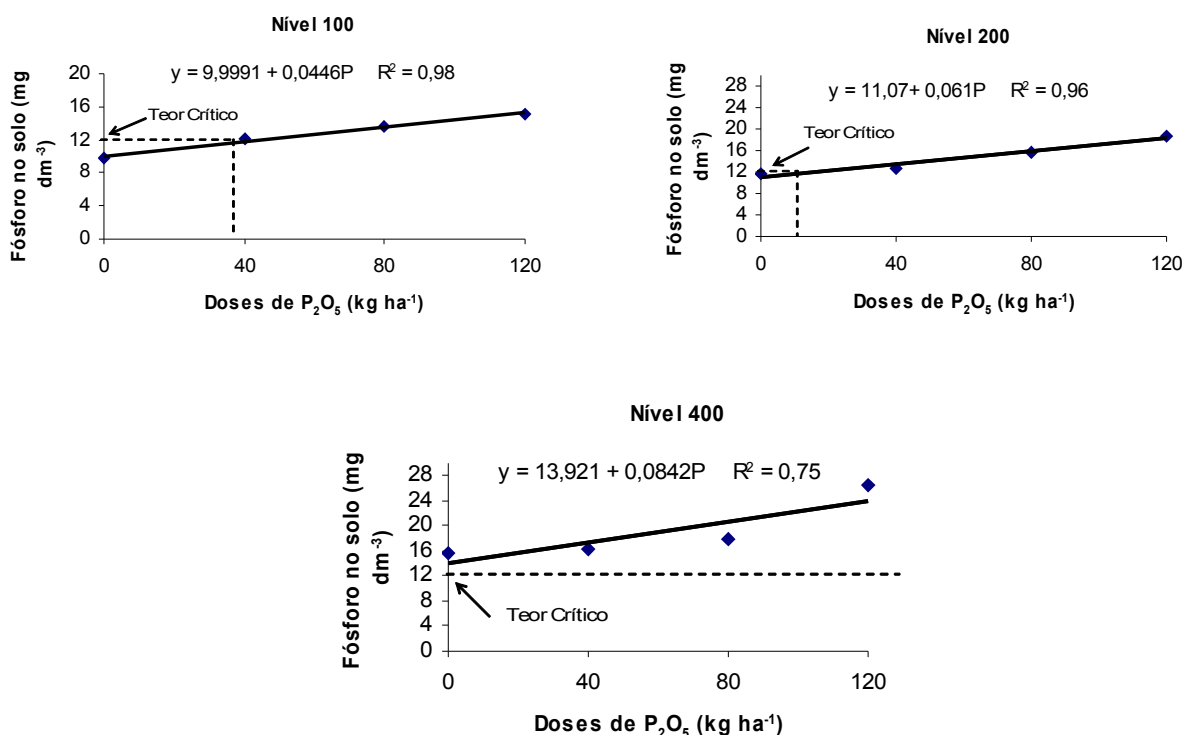 Nível 100
y = 9,9991 + 0,0446P R² = 0,98
Fósforo no solo (mg
dm⁻³)
20
16
12
8
4
0
Teor Crítico
0 40 80 120
Doses de P₂O₅ (kg ha⁻¹)
Nível 200
y = 11,07+ 0,061P R² = 0,96
Fósforo no solo (mg
dm⁻³)
28
24
20
16
12
8
4
0
Teor Crítico
0 40 80 120
Doses de P₂O₅ (kg ha⁻¹)
Nível 400
y = 13,921 + 0,0842P R² = 0,75
Fósforo no solo (mg
dm⁻³)
28
24
20
16
12
8
4
0
Teor Crítico
0 40 80 120
Doses de P₂O₅ (kg ha⁻¹)